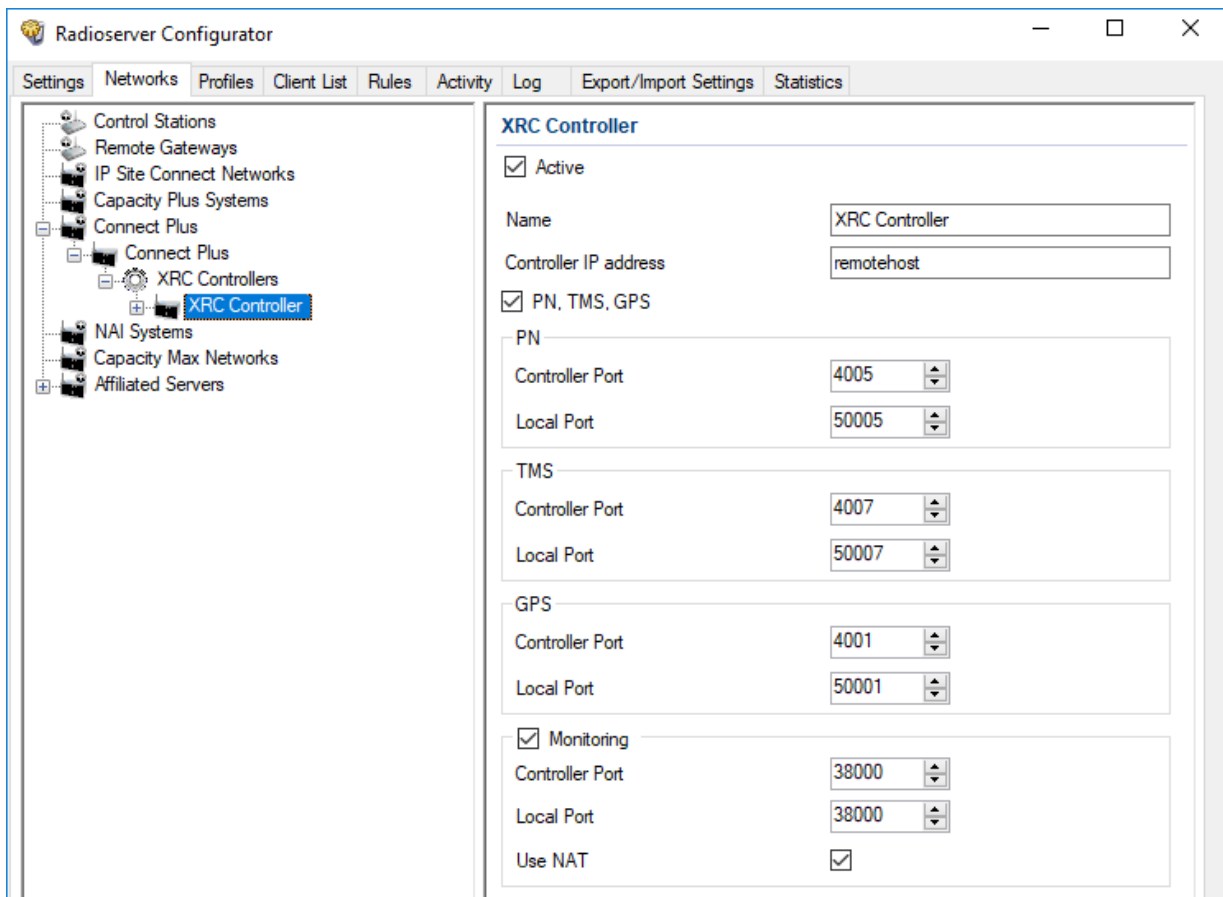 Radioserver Configurator
Settings Networks Profiles Client List Rules Activity Log Export/Import Settings Statistics
Control Stations
Remote Gateways
IP Site Connect Networks
Capacity Plus Systems
Connect Plus
Connect Plus
XRC Controllers
XRC Controller
NAI Systems
Capacity Max Networks
Affiliated Servers
XRC Controller
Active
Name XRC Controller
Controller IP address remotehost
PN, TMS, GPS
PN
Controller Port 4005
Local Port 50005
TMS
Controller Port 4007
Local Port 50007
GPS
Controller Port 4001
Local Port 50001
Monitoring
Controller Port 38000
Local Port 38000
Use NAT